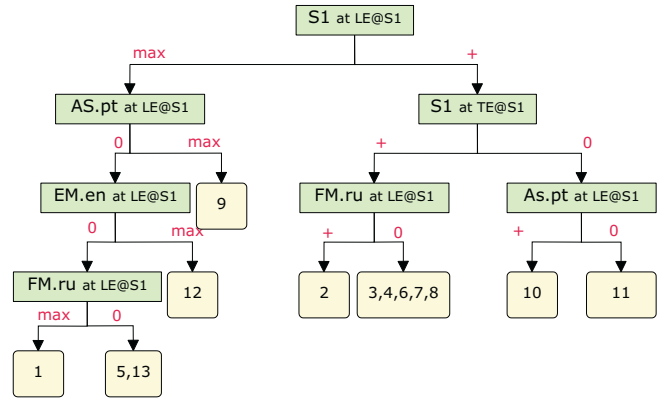 S1 at LE@S1
max
+
AS.pt at LE@S1
S1 at TE@S1
0
max
+
0
EM.en at LE@S1
9
FM.ru at LE@S1
As.pt at LE@S1
0
max
+
0
+
0
FM.ru at LE@S1
12
2
3,4,6,7,8
10
11
max
0
1
5,13